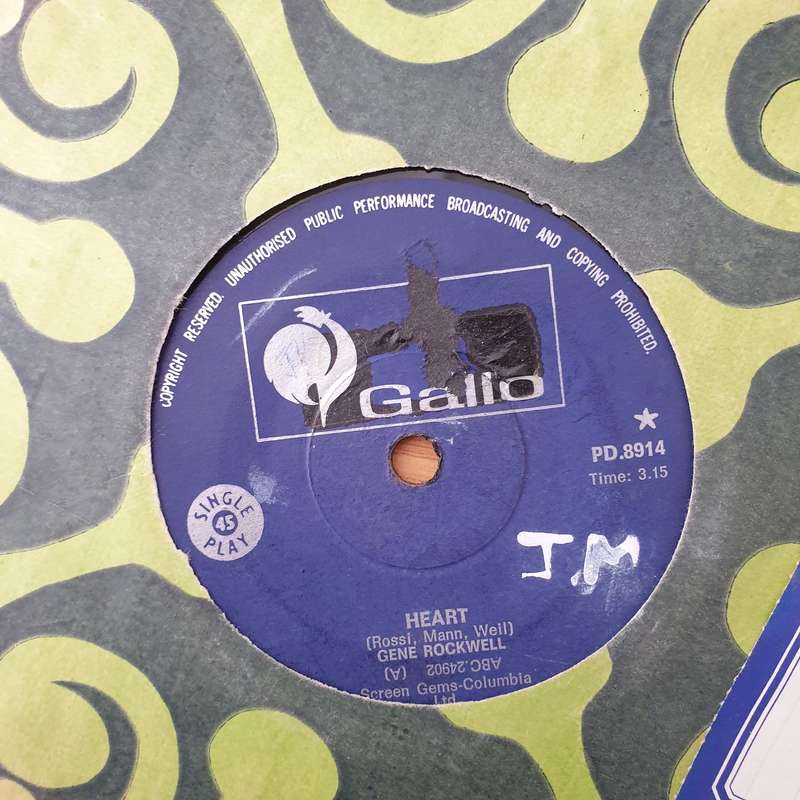 COPYRIGHT RESERVED. UNAUTHORISED PUBLIC PERFORMANCE BROADCASTING AND COPYING PROHIBITED.
Gallo
PD.8914
Time: 3.15
SINGLE
45
PLAY
J.M
HEART
(Rossi, Mann, Weil)
GENE ROCKWELL
ABC.24902 (A)
Screen Gems-Columbia
Ltd